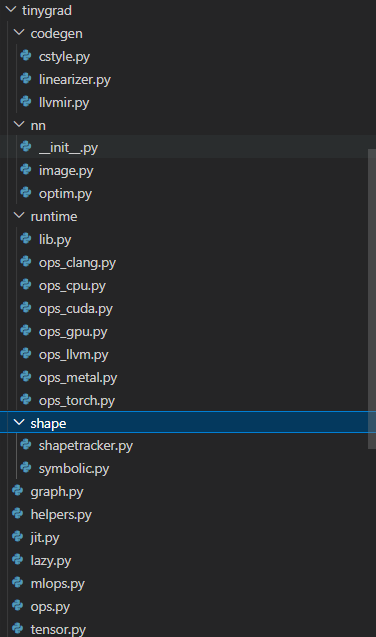 tinygrad
codegen
cstyle.py
linearizer.py
llvmir.py
nn
__init__.py
image.py
optim.py
runtime
lib.py
ops_clang.py
ops_cpu.py
ops_cuda.py
ops_gpu.py
ops_llvm.py
ops_metal.py
ops_torch.py
shape
shapetracker.py
symbolic.py
graph.py
helpers.py
jit.py
lazy.py
mlops.py
ops.py
tensor.py